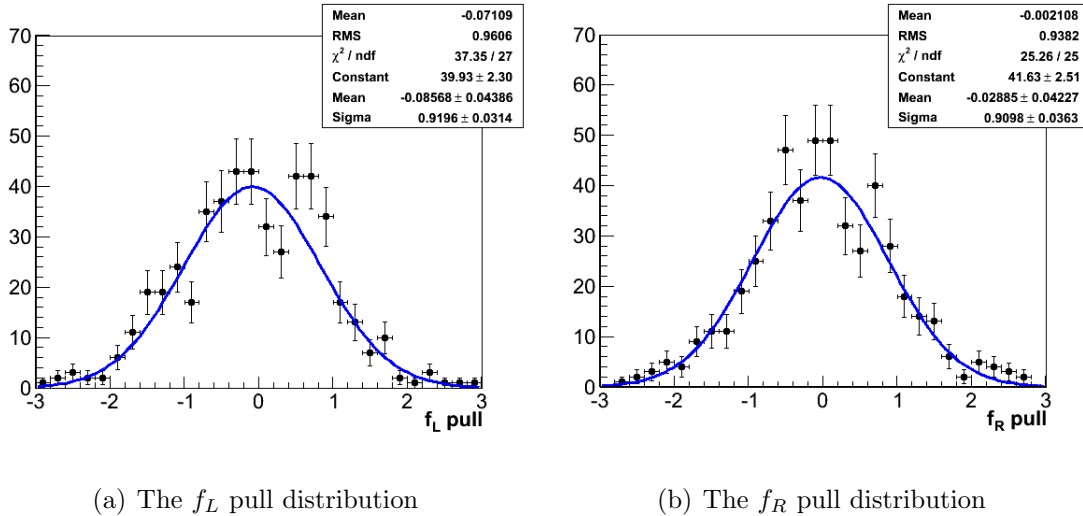 Mean -0.07109
RMS 0.9606
χ² / ndf 37.35 / 27
Constant 39.93 ± 2.30
Mean -0.08568 ± 0.04386
Sigma 0.9196 ± 0.0314
70
60
50
40
30
20
10
0
-3 -2 -1 0 1 2 3
f_L pull
(a) The f_L pull distribution
Mean -0.002108
RMS 0.9382
χ² / ndf 25.26 / 25
Constant 41.63 ± 2.51
Mean -0.02885 ± 0.04227
Sigma 0.9098 ± 0.0363
70
60
50
40
30
20
10
0
-3 -2 -1 0 1 2 3
f_R pull
(b) The f_R pull distribution